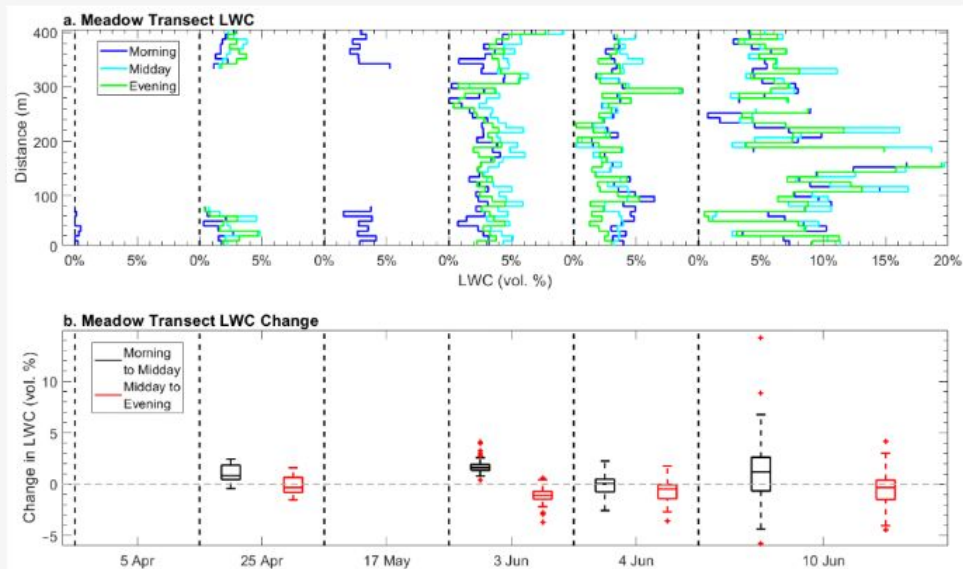 a. Meadow Transect LWC
400
300
200
100
0
Distance (m)
Morning
Midday
Evening
0% 0% 5% 0% 5% 0% 5% 0% 5% 0% 5% 10% 15% 20%
LWC (vol. %)
b. Meadow Transect LWC Change
10
5
0
-5
Change in LWC (vol. %)
Morning
to Midday
Midday to
Evening
5 Apr 25 Apr 17 May 3 Jun 4 Jun 10 Jun